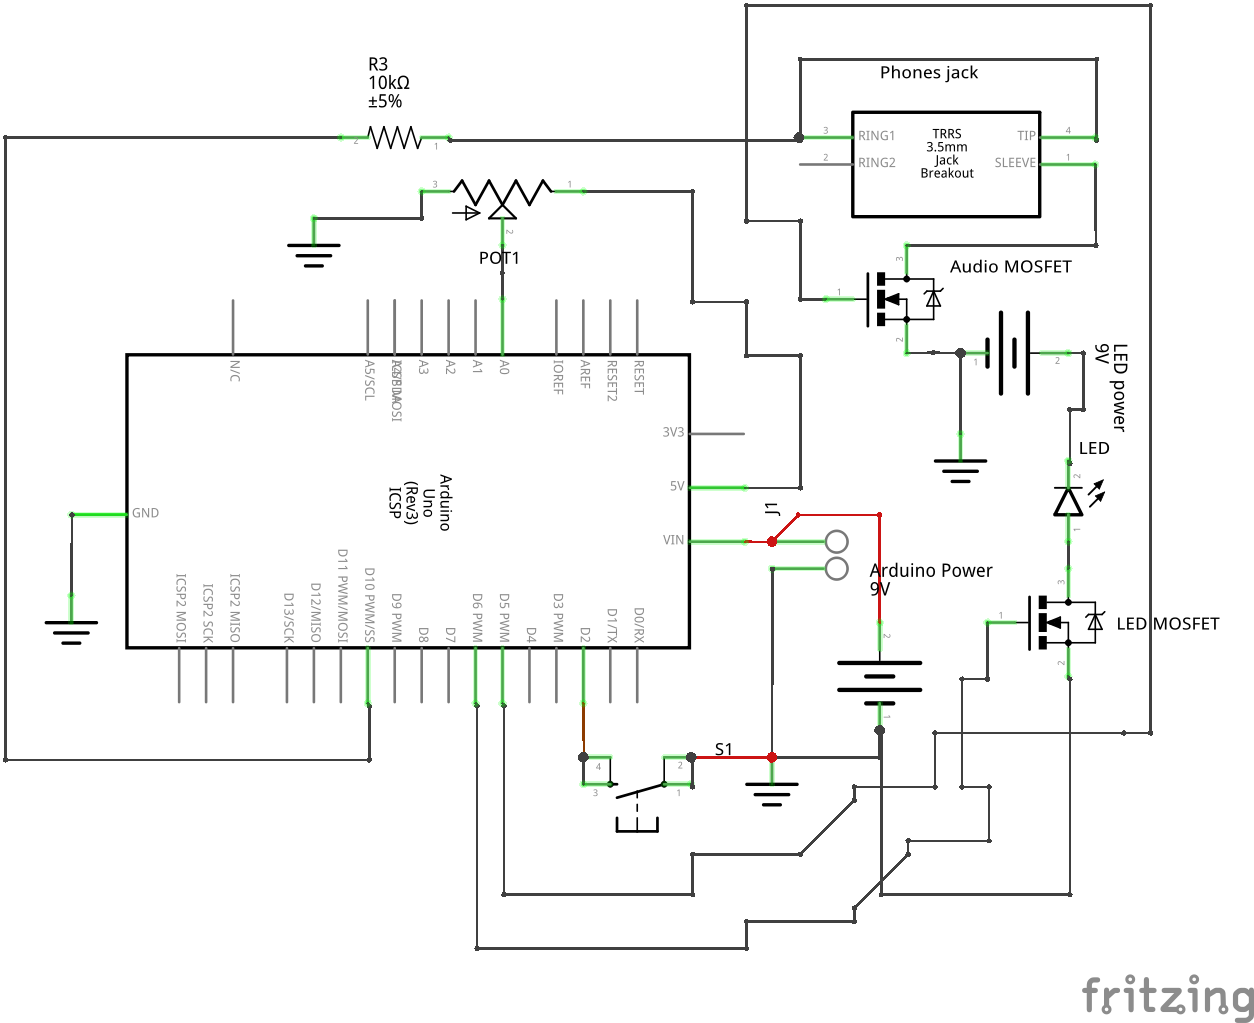 R3
10kΩ
±5%
2
1
Phones jack
3
RING1
2
RING2
TRRS
3.5mm
Jack
Breakout
TIP
4
SLEEVE
1
3
1
2
POT1
3
Audio MOSFET
1
2
1
2
LED power
9V
LED
2
1
N/C
A5/SCL
A3
A2
A1
A0
IOREF
AREF
RESET2
RESET
3V3
5V
VIN
GND
Arduino
Uno
(Rev3)
ICSP
J1
Arduino Power
9V
2
1
3
1
2
LED MOSFET
ICSP2 MOSI
ICSP2 SCK
ICSP2 MISO
D13/SCK
D12/MISO
D11 PWM/MOSI
D10 PWM/SS
D9 PWM
D8
D7
D6 PWM
D5 PWM
D4
D3 PWM
D2
D1/TX
D0/RX
S1
4
2
3
1
fritzing